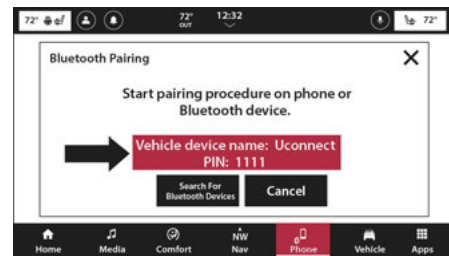 72° 72° OUT 12:32 72°
Bluetooth Pairing
Start pairing procedure on phone or
Bluetooth device.
Vehicle device name: Uconnect
PIN: 1111
Search For
Bluetooth Devices
Cancel
NW
Home Media Comfort Nav Phone Vehicle Apps